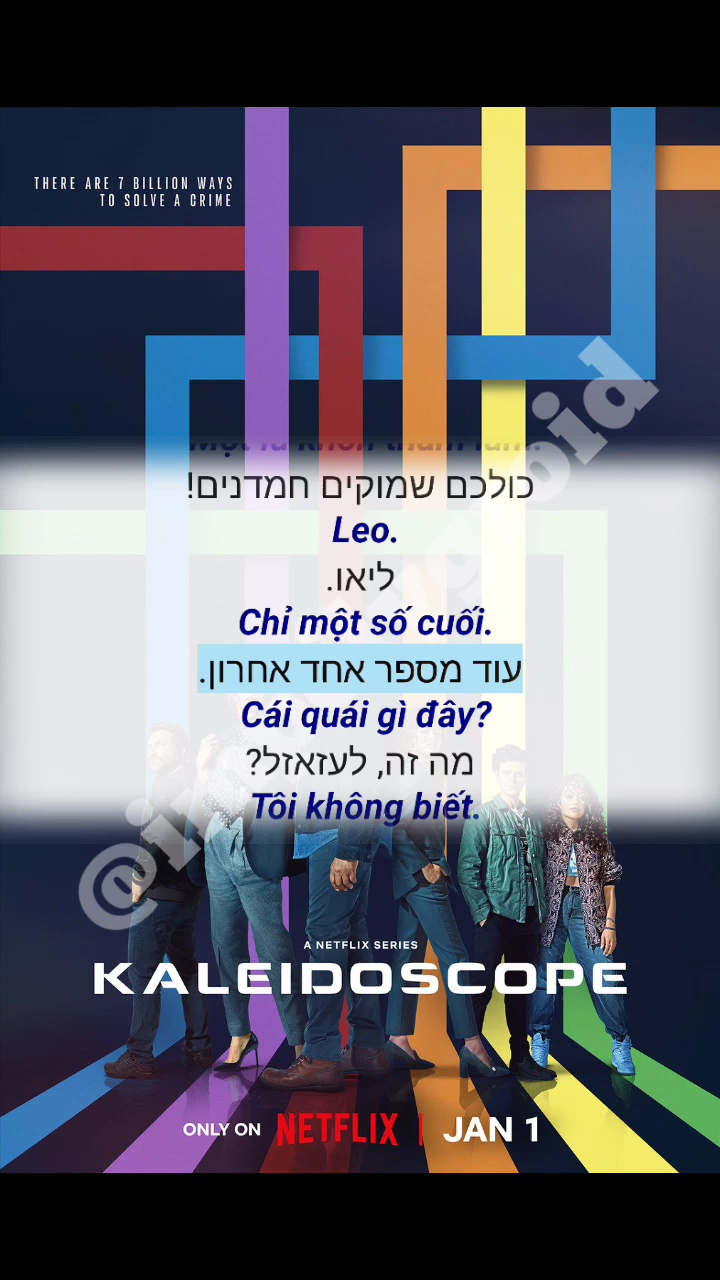 THERE ARE 7 BILLION WAYS
TO SOLVE A CRIME
כולכם שמוקים חמדנים!
Leo.
ליאו.
Chỉ một số cuối.
עוד מספר אחד אחרון.
Cái quái gì đây?
מה זה, לעזאזל?
Tôi không biết.
A NETFLIX SERIES
KALEIDOSCOPE
ONLY ON NETFLIX | JAN 1